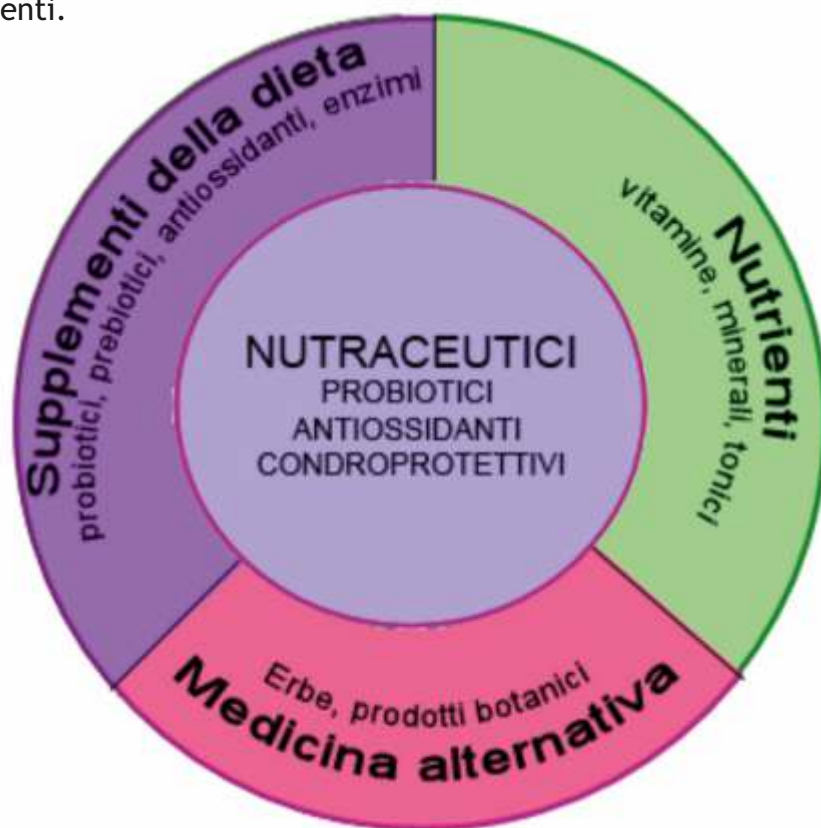 enti.
Supplementi della dieta
probiotici, prebiotici, antiossidanti, enzimi
Nutrienti
vitamine, minerali, tonici
NUTRACEUTICI
PROBIOTICI
ANTIOSSIDANTI
CONDROPROTETTIVI
Erbe, prodotti botanici
Medicina alternativa